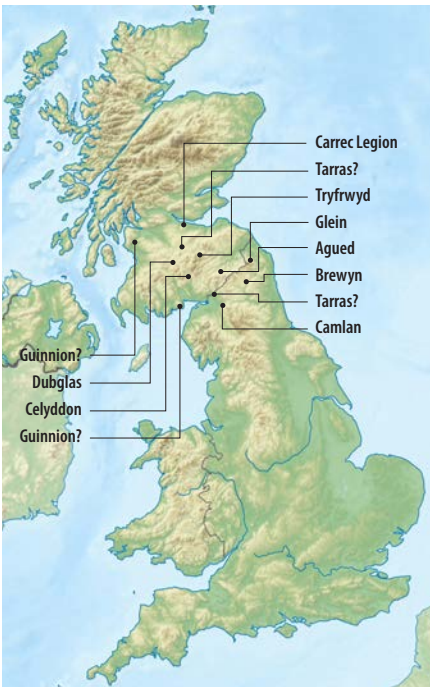 Carrec Legion
Tarras?
Tryfrwyd
Glein
Agued
Brewyn
Tarras?
Camlan
Guinnion?
Dubglas
Celyddon
Guinnion?